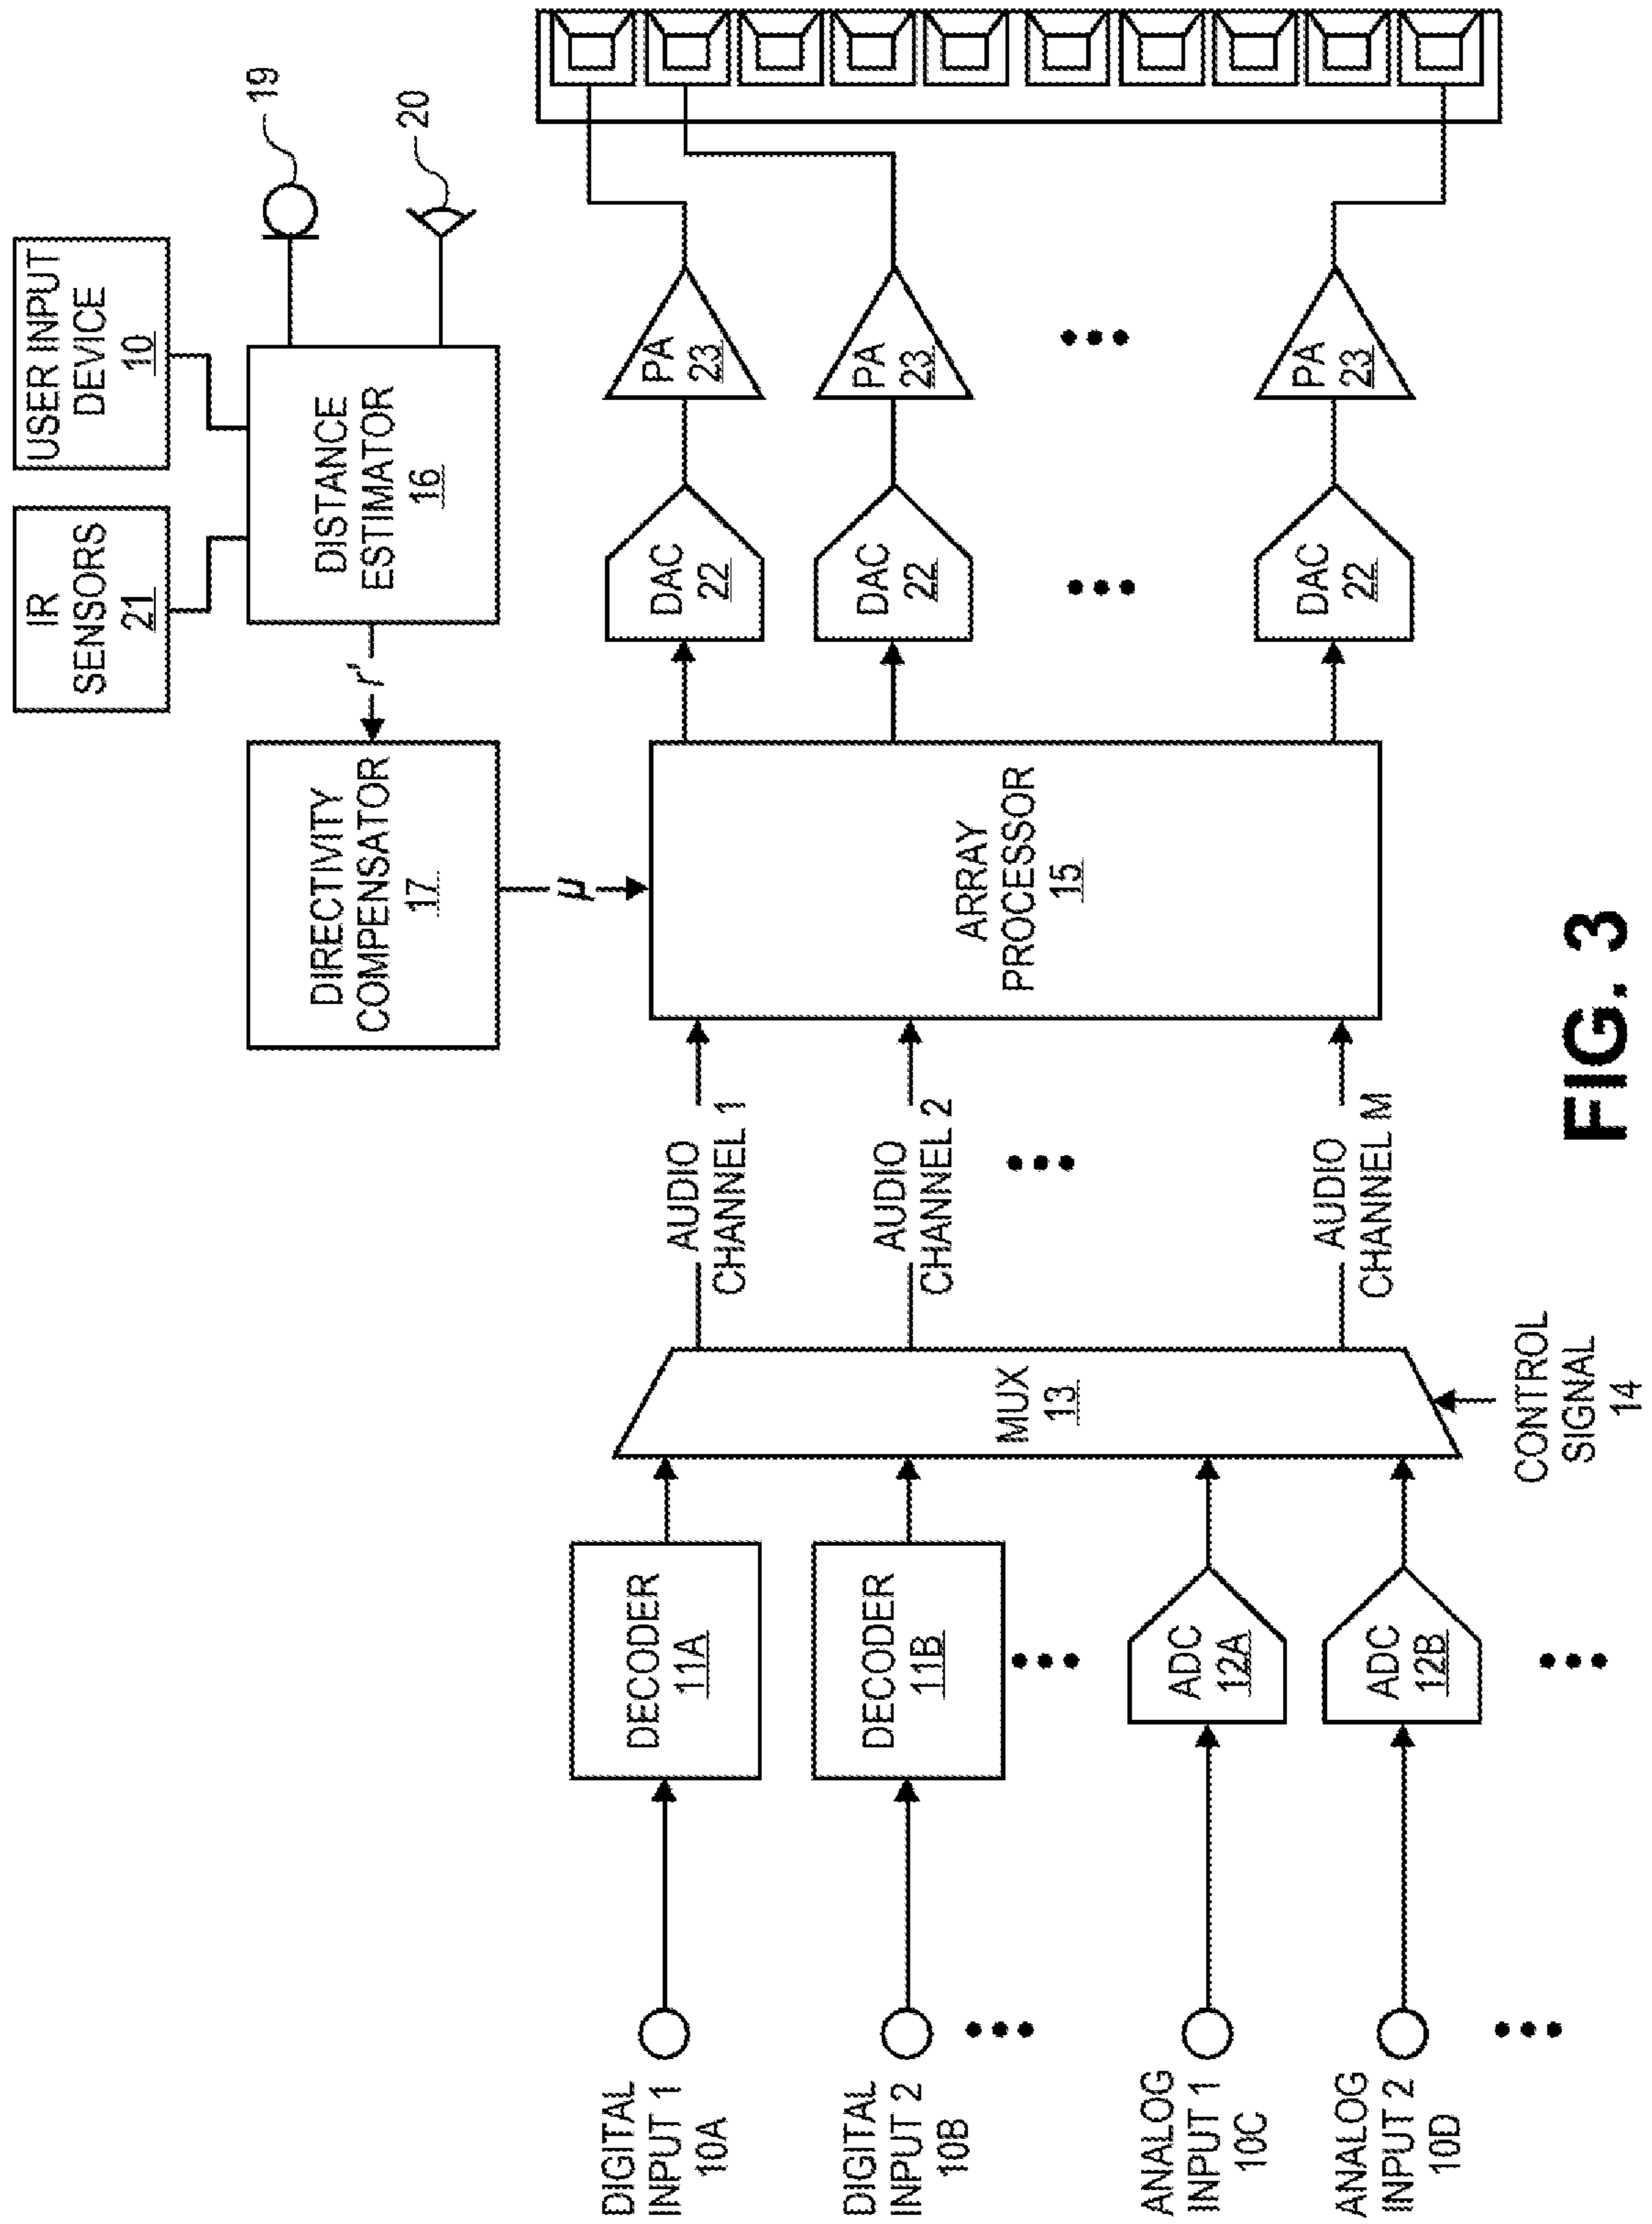 USER INPUT
DEVICE
10
IR
SENSORS
21
19
20
DISTANCE
ESTIMATOR
16
r'
DIRECTIVITY
COMPENSATOR
17
μ
DIGITAL
INPUT 1
10A
DECODER
11A
AUDIO
CHANNEL 1
DAC
22
PA
23
DIGITAL
INPUT 2
10B
DECODER
11B
AUDIO
CHANNEL 2
DAC
22
PA
23
MUX
13
ARRAY
PROCESSOR
15
ANALOG
INPUT 1
10C
ADC
12A
ANALOG
INPUT 2
10D
ADC
12B
AUDIO
CHANNEL M
DAC
22
PA
23
CONTROL
SIGNAL
14
FIG. 3